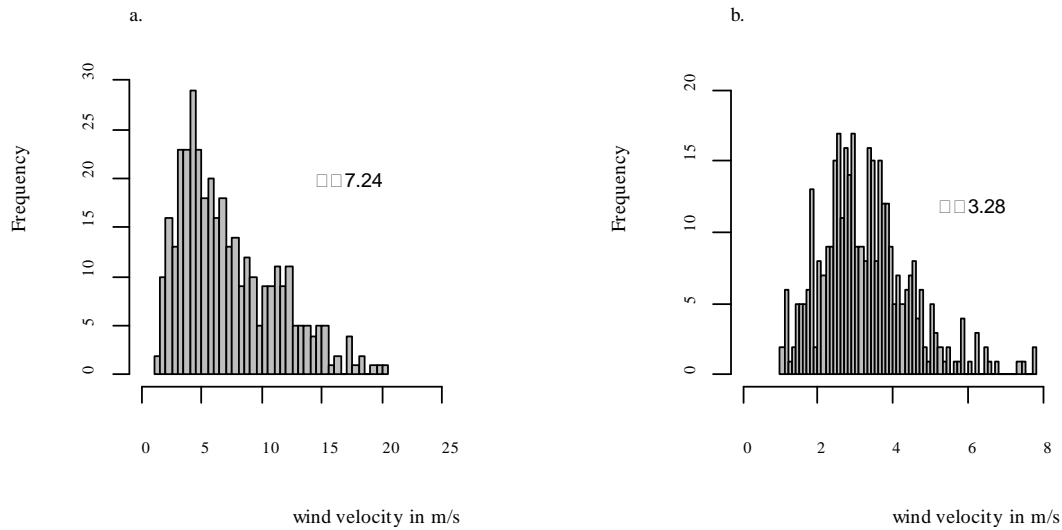 a.
Frequency
0 5 10 15 20 25 30
□□7.24
0 5 10 15 20 25
wind velocity in m/s
b.
Frequency
0 5 10 15 20
□□3.28
0 2 4 6 8
wind velocity in m/s